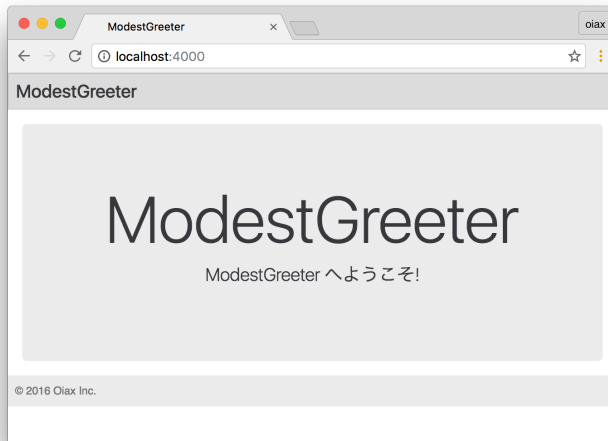 ModestGreeter
oiax
localhost:4000
ModestGreeter
ModestGreeter
ModestGreeter へようこそ!
© 2016 Oiax Inc.